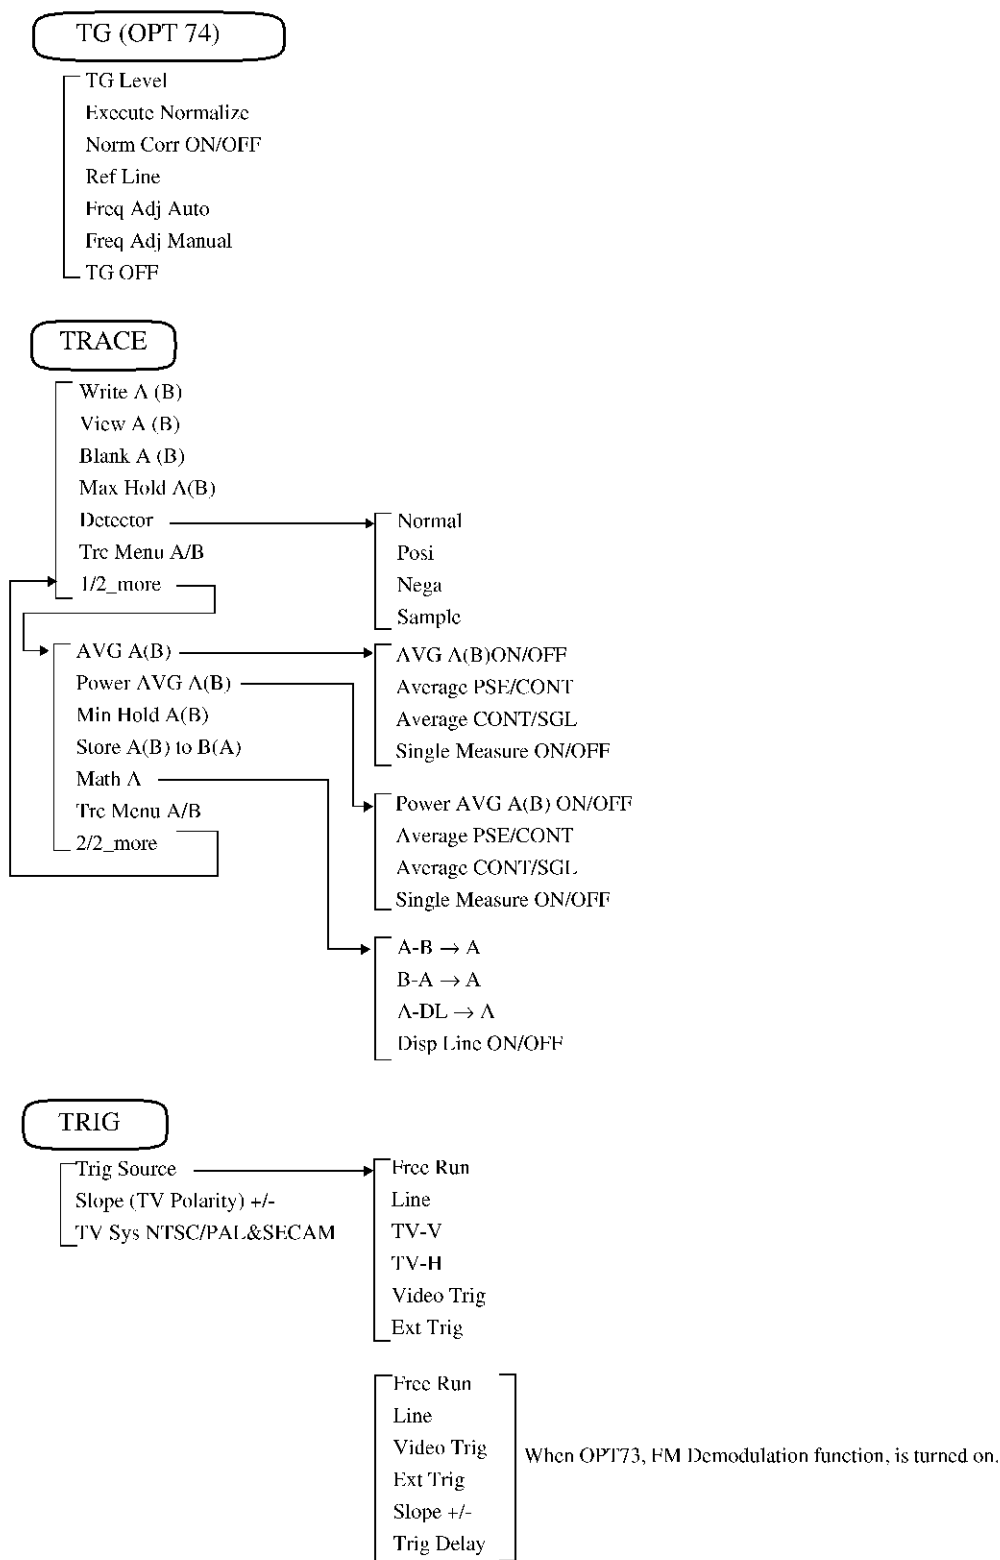 TG (OPT 74)
TG Level
Execute Normalize
Norm Corr ON/OFF
Ref Line
Freq Adj Auto
Freq Adj Manual
TG OFF
TRACE
Write A (B)
View A (B)
Blank A (B)
Max Hold A(B)
Detector
Trc Menu A/B
1/2_more
Normal
Posi
Nega
Sample
AVG A(B)
Power AVG A(B)
Min Hold A(B)
Store A(B) to B(A)
Math A
Trc Menu A/B
2/2_more
AVG A(B)ON/OFF
Average PSE/CONT
Average CONT/SGL
Single Measure ON/OFF
Power AVG A(B) ON/OFF
Average PSE/CONT
Average CONT/SGL
Single Measure ON/OFF
A-B → A
B-A → A
A-DL → A
Disp Line ON/OFF
TRIG
Trig Source
Slope (TV Polarity) +/-
TV Sys NTSC/PAL&SECAM
Free Run
Line
TV-V
TV-H
Video Trig
Ext Trig
Free Run
Line
Video Trig
Ext Trig
Slope +/-
Trig Delay
When OPT73, FM Demodulation function, is turned on.